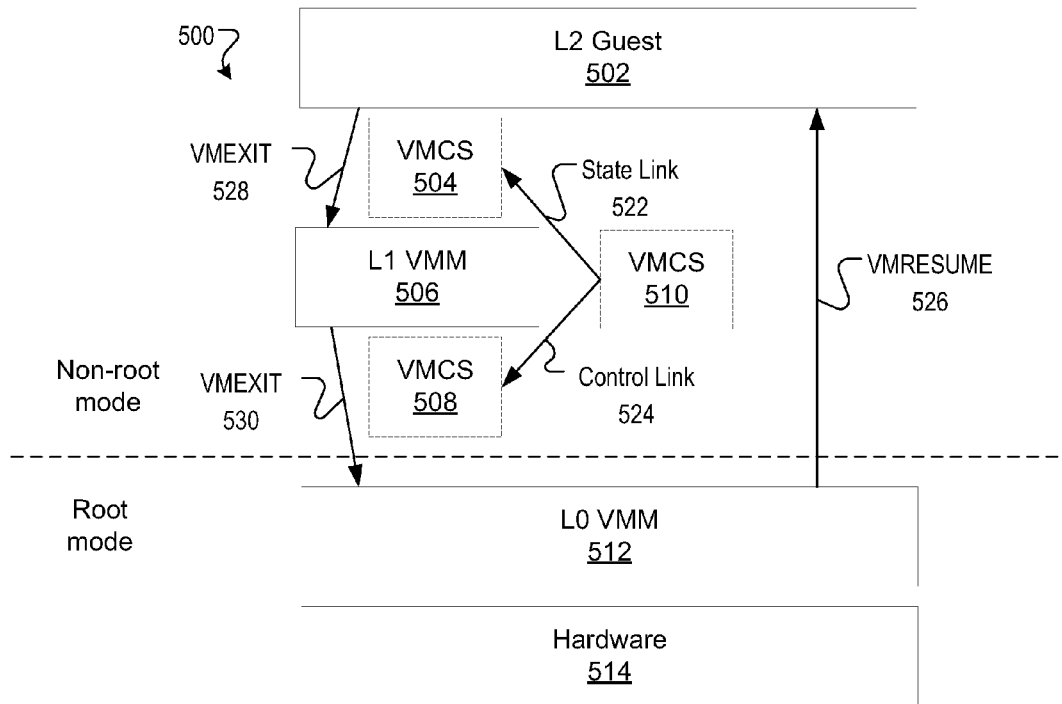 500
L2 Guest
502
VMEXIT
528
VMCS
504
State Link
522
L1 VMM
506
VMCS
510
VMRESUME
526
Non-root
mode
VMEXIT
530
VMCS
508
Control Link
524
Root
mode
L0 VMM
512
Hardware
514